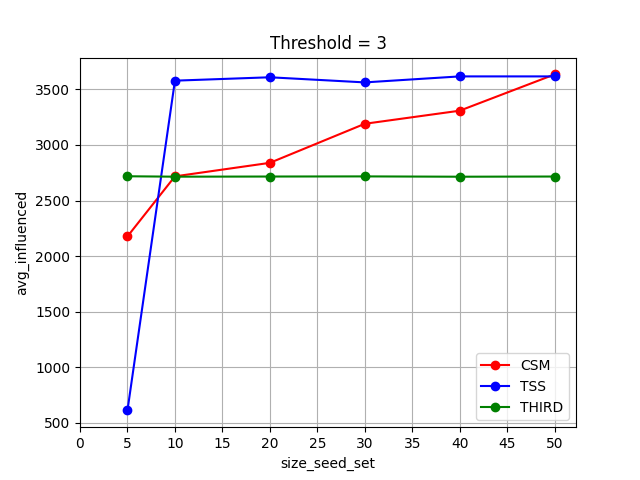 Threshold = 3
avg_influenced
3500
3000
2500
2000
1500
1000
500
0 5 10 15 20 25 30 35 40 45 50
size_seed_set
CSM
TSS
THIRD